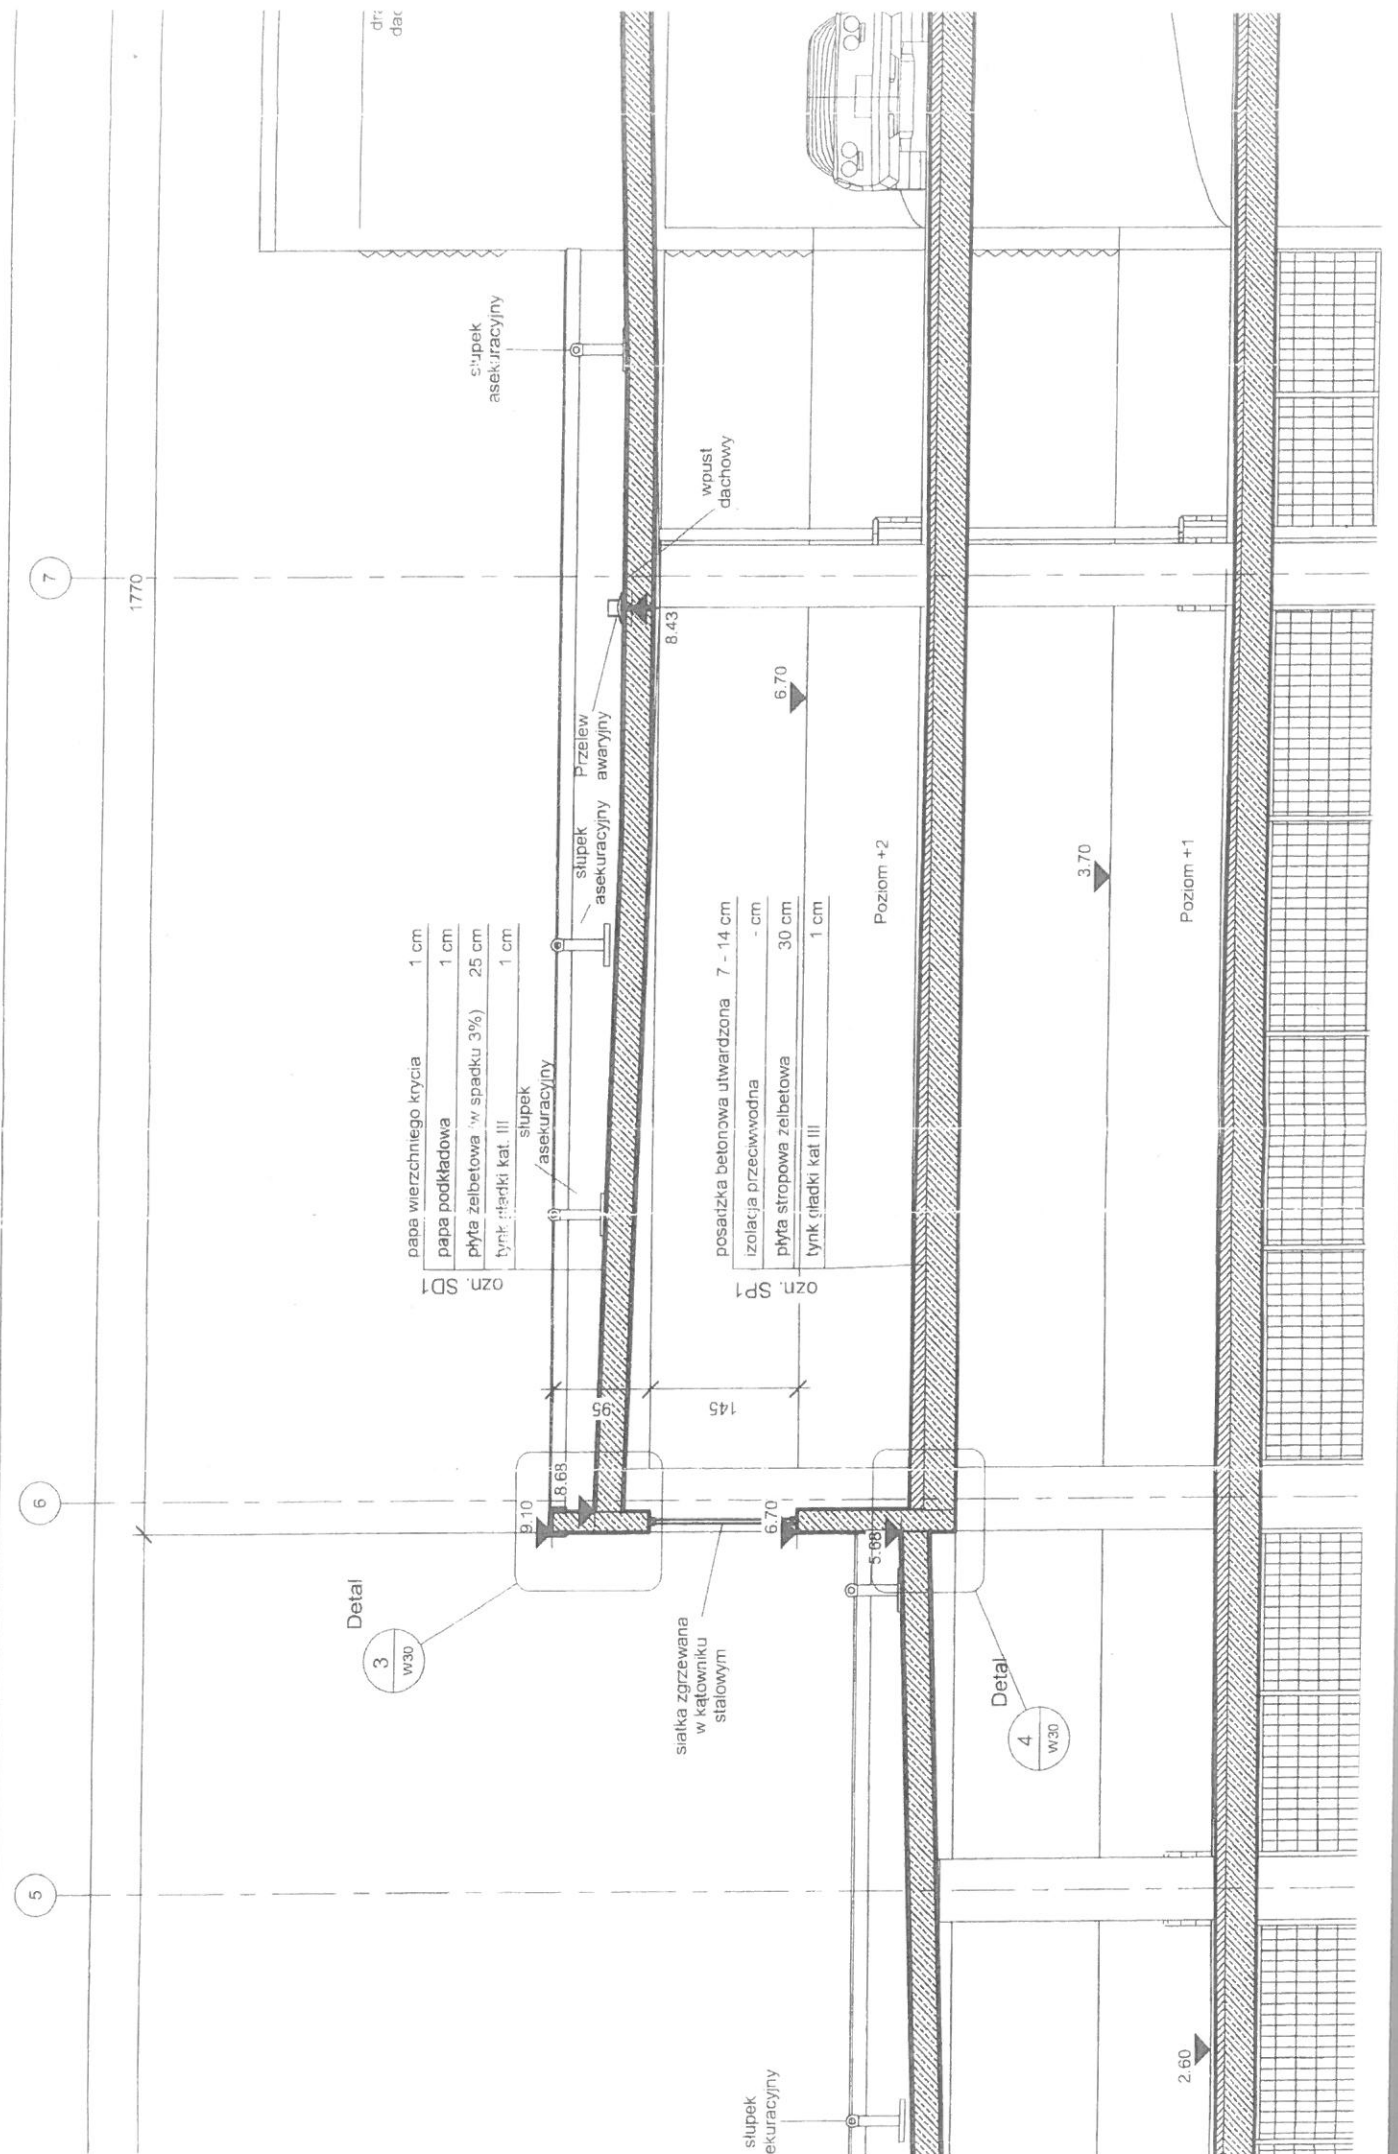 5
6
7
1770
Detal
3
W30
9.10
8.68
ozn. SD1
papa wierzchniego krycia 1 cm
papa podkładowa 1 cm
płyta żelbetowa w spadku 3%) 25 cm
tynk gładki kat. III 1 cm
słupek
asekuracyjny
słupek
asekuracyjny
Przelew
awaryjny
słupek
asekuracyjny
wpust
dachowy
8.43
95
145
siatka zgrzewana
w kątowniku
stalowym
6.70
5.68
ozn. SP1
posadzka betonowa utwardzona 7 - 14 cm
izolacja przeciwwodna - cm
płyta stropowa żelbetowa 30 cm
tynk gładki kat III 1 cm
6.70
Poziom +2
Detal
4
W30
3.70
Poziom +1
słupek
ekuracyjny
2.60